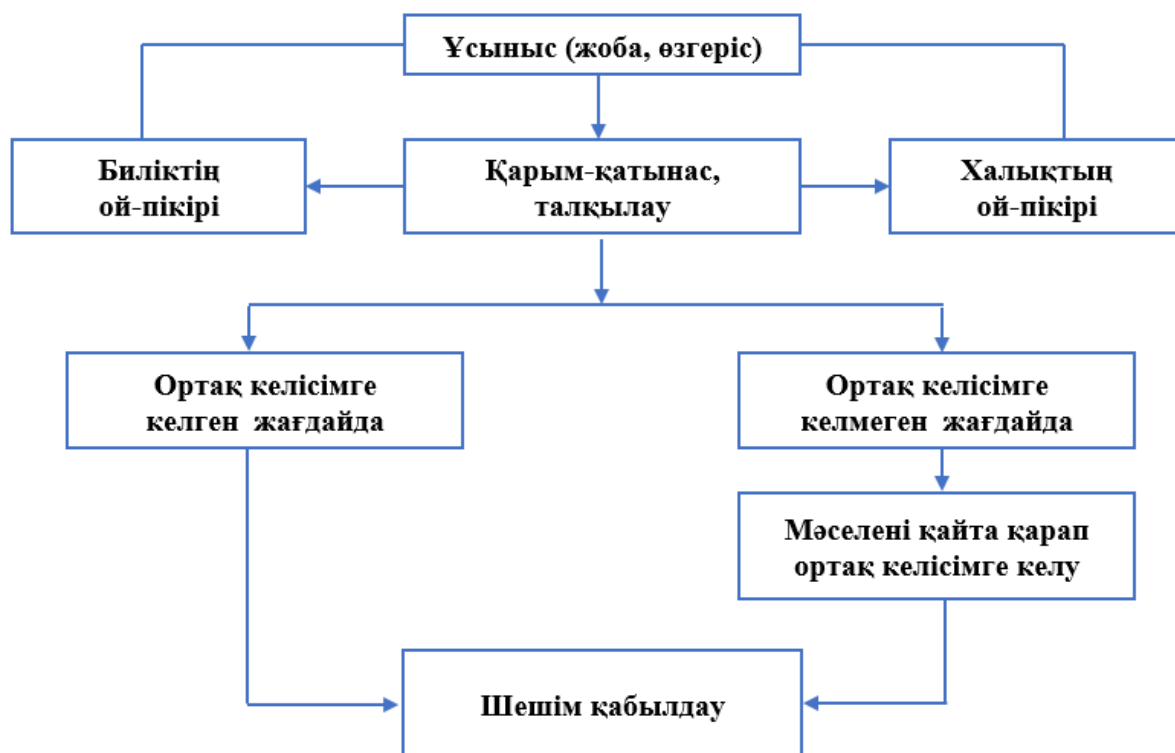 Ұсыныс (жоба, өзгеріс)
Биліктің
ой-пікірі
Қарым-қатынас,
талқылау
Халықтың
ой-пікірі
Ортақ келісімге
келген жағдайда
Ортақ келісімге
келмеген жағдайда
Мәселені қайта қарап
ортақ келісімге келу
Шешім қабылдау